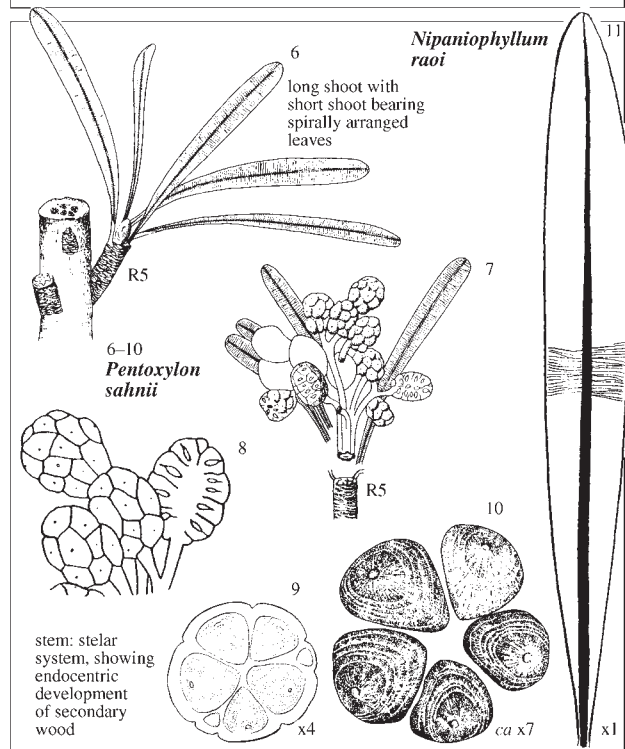 6
long shoot with
short shoot bearing
spirally arranged
leaves
Nipaniophyllum
raoi
11
R5
6–10
Pentoxylon
sahnii
7
8
R5
10
9
stem: stelar
system, showing
endocentric
development
of secondary
wood
x4
C
ca x7
x1